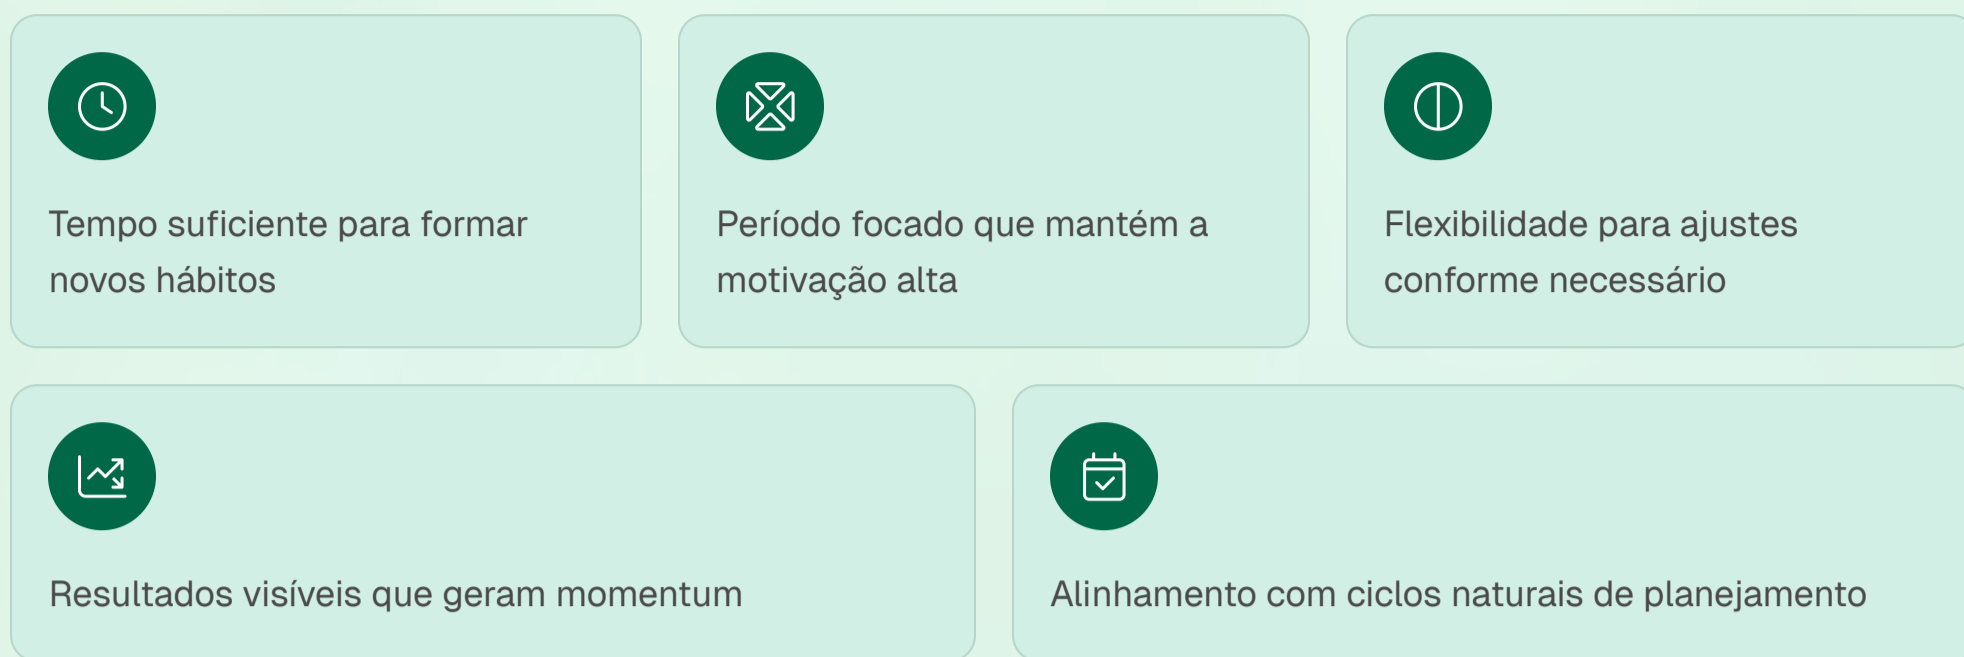 Tempo suficiente para formar
novos hábitos
Período focado que mantém a
motivação alta
Flexibilidade para ajustes
conforme necessário
Resultados visíveis que geram momentum
Alinhamento com ciclos naturais de planejamento